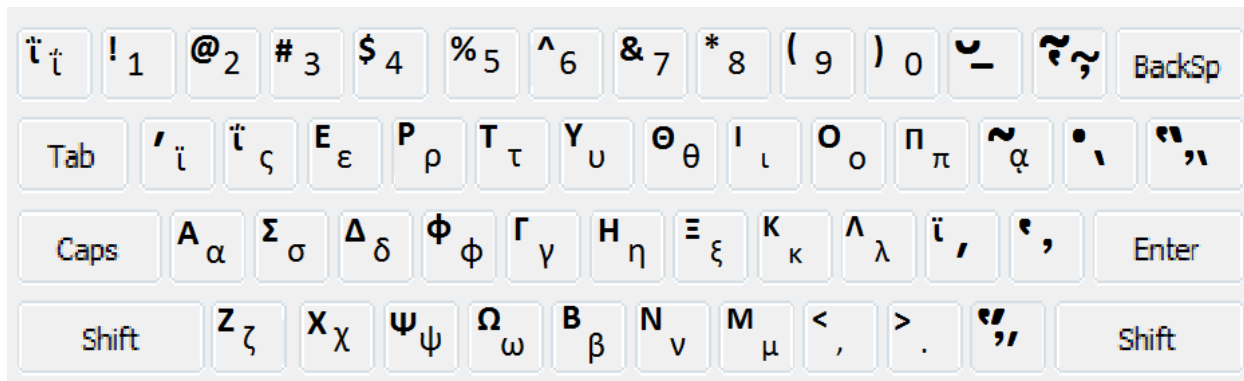 ϊ̈ ΐ ! 1 @ 2 # 3 $ 4 % 5 ^ 6 & 7 * 8 ( 9 ) 0 ˘ – BackSp
Tab ʹ ϊ ΐ ς Ε ε Ρ ρ Τ τ Υ υ Θ θ Ι ι Ο ο Π π ~ ᾳ • `
Caps Α α Σ σ Δ δ Φ φ Γ γ Η η Ξ ξ Κ κ Λ λ ϊ ΄ ῾ ᾿ Enter
Shift Ζ ζ Χ χ Ψ ψ Ω ω Β β Ν ν Μ μ < , > . ῞ ῎ Shift